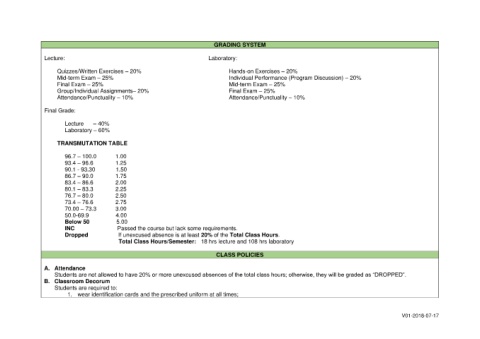 GRADING SYSTEM
Lecture: Laboratory:
Quizzes/Written Exercises – 20% Hands-on Exercises – 20%
Mid-term Exam – 25% Individual Performance (Program Discussion) – 20%
Final Exam – 25% Mid-term Exam – 25%
Group/Individual Assignments– 20% Final Exam – 25%
Attendance/Punctuality – 10% Attendance/Punctuality – 10%
Final Grade:
Lecture – 40%
Laboratory – 60%
TRANSMUTATION TABLE
96.7 – 100.0 1.00
93.4 – 96.6 1.25
90.1 - 93.30 1.50
86.7 – 90.0 1.75
83.4 – 86.6 2.00
80.1 – 83.3 2.25
76.7 – 80.0 2.50
73.4 – 76.6 2.75
70.00 – 73.3 3.00
50.0-69.9 4.00
Below 50 5.00
INC Passed the course but lack some requirements.
Dropped If unexcused absence is at least 20% of the Total Class Hours.
Total Class Hours/Semester: 18 hrs lecture and 108 hrs laboratory
CLASS POLICIES
A. Attendance
Students are not allowed to have 20% or more unexcused absences of the total class hours; otherwise, they will be graded as “DROPPED”.
B. Classroom Decorum
Students are required to:
1. wear identification cards and the prescribed uniform at all times;
V01-2018-07-17